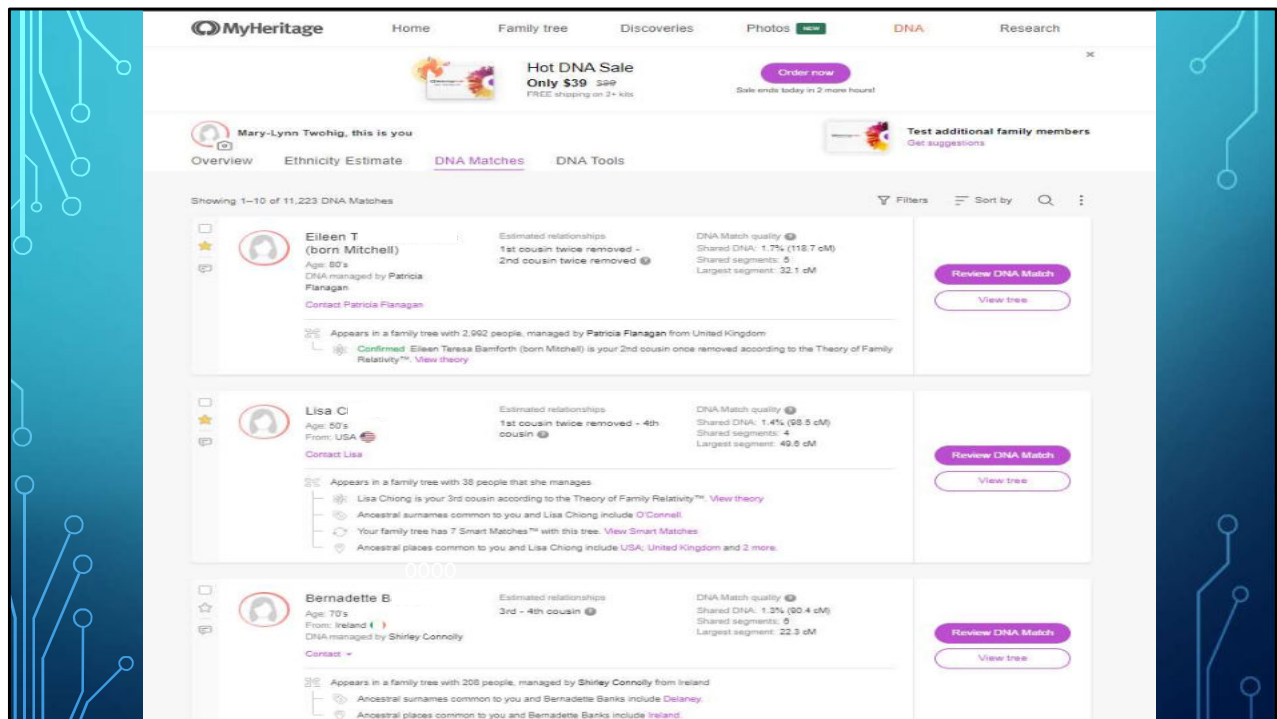 MyHeritage Home Family tree Discoveries Photos NEW DNA Research
Hot DNA Sale
Only $39 $89
FREE shipping on 2+ kits
Order now
Sale ends today in 2 more hours!
Mary-Lynn Twohig, this is you
Test additional family members
Get suggestions
Overview Ethnicity Estimate DNA Matches DNA Tools
Showing 1–10 of 11,223 DNA Matches
Filters Sort by
Eileen T
(born Mitchell)
Age: 80's
DNA managed by Patricia
Flanagan
Contact Patricia Flanagan
Estimated relationships
1st cousin twice removed -
2nd cousin twice removed
DNA Match quality
Shared DNA: 1.7% (118.7 cM)
Shared segments: 5
Largest segment: 32.1 cM
Review DNA Match
View tree
Appears in a family tree with 2,992 people, managed by Patricia Flanagan from United Kingdom
Confirmed Eileen Teresa Bamforth (born Mitchell) is your 2nd cousin once removed according to the Theory of Family
Relativity™. View theory
Lisa C
Age: 50's
From: USA
Contact Lisa
Estimated relationships
1st cousin twice removed - 4th
cousin
DNA Match quality
Shared DNA: 1.4% (98.5 cM)
Shared segments: 4
Largest segment: 49.6 cM
Review DNA Match
View tree
Appears in a family tree with 38 people that she manages
Lisa Chiong is your 3rd cousin according to the Theory of Family Relativity™. View theory
Ancestral surnames common to you and Lisa Chiong include O'Connell.
Your family tree has 7 Smart Matches™ with this tree. View Smart Matches
Ancestral places common to you and Lisa Chiong include USA, United Kingdom and 2 more.
0000
Bernadette B
Age: 70's
From: Ireland
DNA managed by Shirley Connolly
Contact
Estimated relationships
3rd - 4th cousin
DNA Match quality
Shared DNA: 1.3% (90.4 cM)
Shared segments: 6
Largest segment: 22.3 cM
Review DNA Match
View tree
Appears in a family tree with 208 people, managed by Shirley Connolly from Ireland
Ancestral surnames common to you and Bernadette Banks include Delaney.
Ancestral places common to you and Bernadette Banks include Ireland.